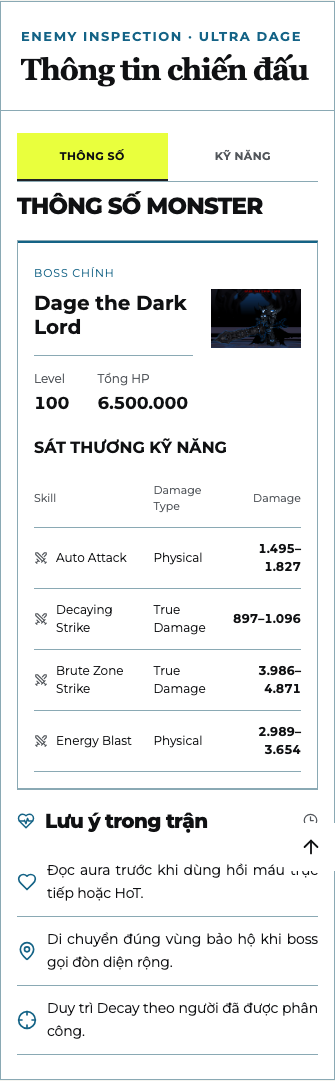 ENEMY INSPECTION · ULTRA DAGE
Thông tin chiến đấu
THÔNG SỐ
KỸ NĂNG
THÔNG SỐ MONSTER
BOSS CHÍNH
Dage the Dark
Lord
Level
Tổng HP
100
6.500.000
SÁT THƯƠNG KỸ NĂNG
Skill
Damage
Type
Damage
Auto Attack
Physical
1.495–
1.827
Decaying
Strike
True
Damage
897–1.096
Brute Zone
Strike
True
Damage
3.986–
4.871
Energy Blast
Physical
2.989–
3.654
Lưu ý trong trận
Đọc aura trước khi dùng hồi máu
tiếp hoặc HoT.
Di chuyển đúng vùng bảo hộ khi boss
gọi đòn diện rộng.
Duy trì Decay theo người đã được phân
công.